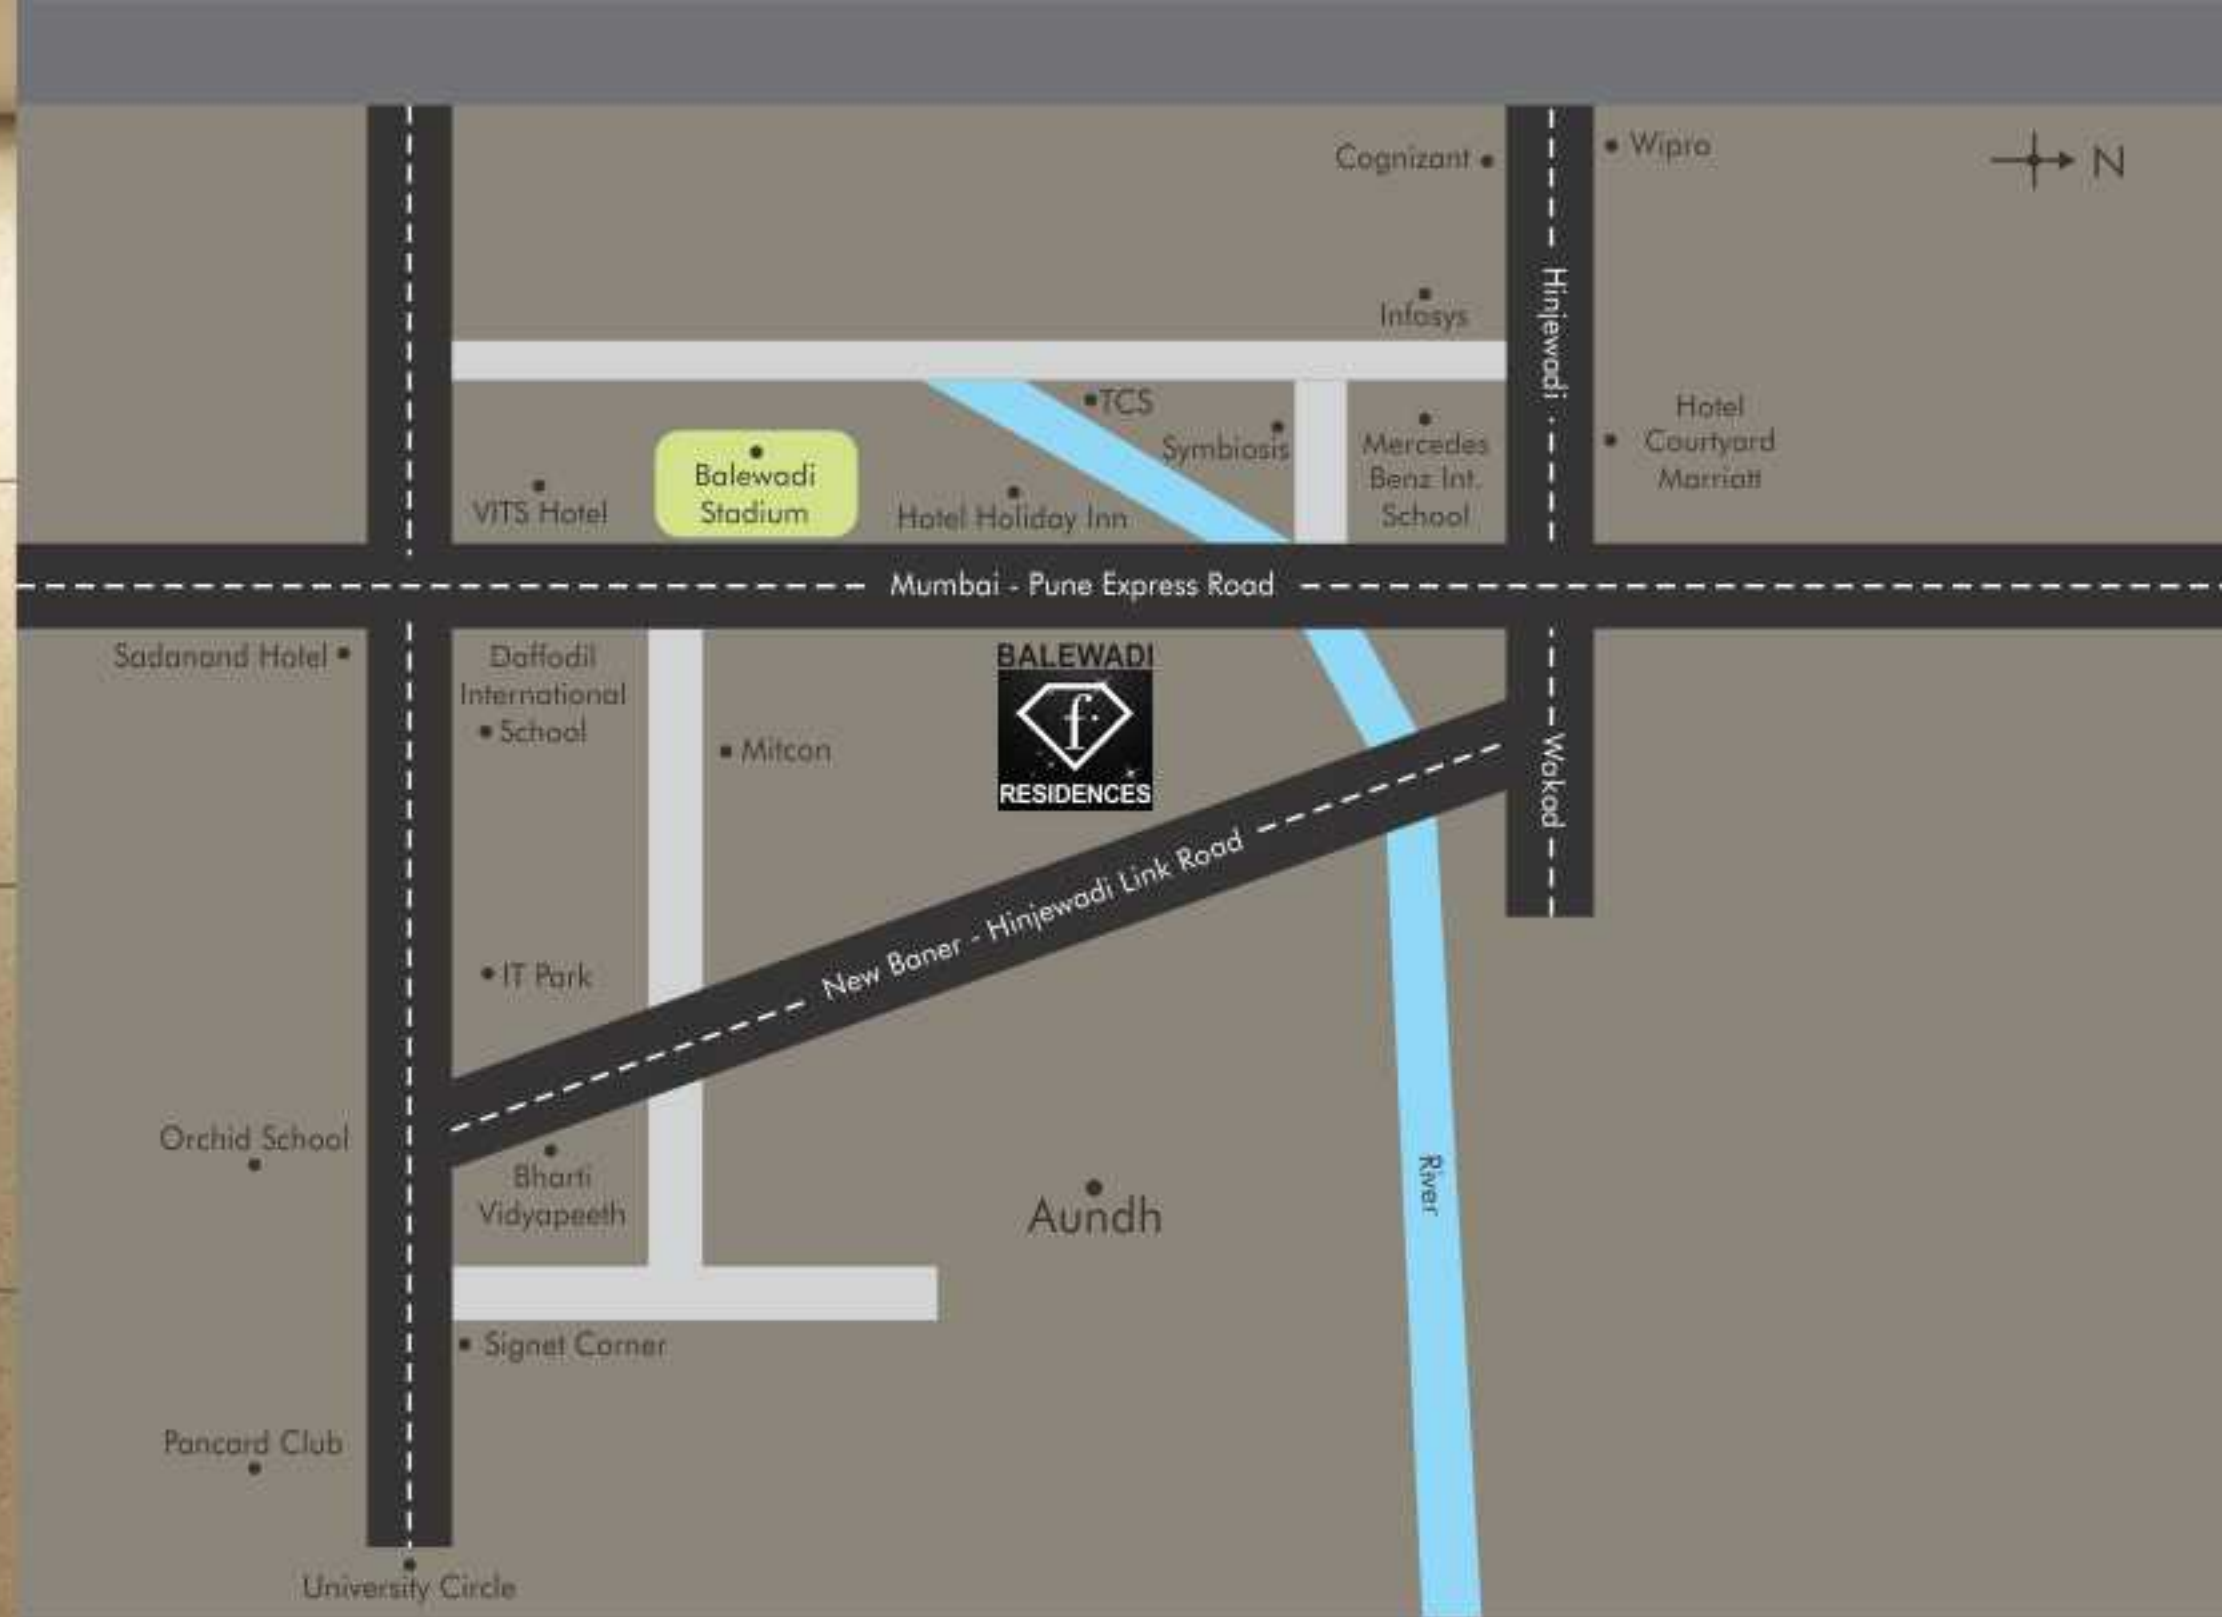 Cognizant
Wipro
N
Hinjewadi
Infosys
TCS
Symbiosis
Mercedes
Benz Int.
School
Hotel
Courtyard
Marriott
Balewadi
Stadium
VITS Hotel
Hotel Holiday Inn
Mumbai - Pune Express Road
Sadanand Hotel
Daffodil
International
School
Mitcon
BALEWADI
f
RESIDENCES
Wakad
New Baner - Hinjewadi Link Road
IT Park
Orchid School
Bharti
Vidyapeeth
Aundh
River
Signet Corner
Pancard Club
University Circle